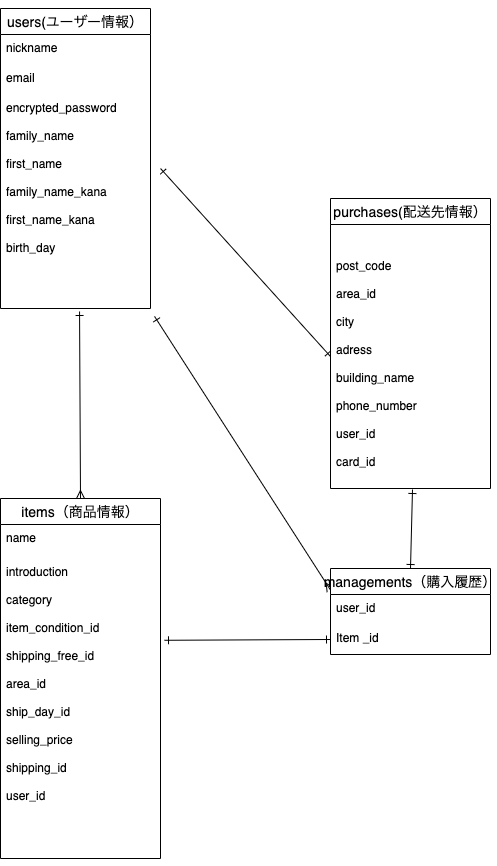 users(ユーザー情報）
nickname
email
encrypted_password
family_name
first_name
family_name_kana
first_name_kana
birth_day
purchases(配送先情報）
post_code
area_id
city
adress
building_name
phone_number
user_id
card_id
items（商品情報）
name
introduction
category
item_condition_id
shipping_free_id
area_id
ship_day_id
selling_price
shipping_id
user_id
managements（購入履歴）
user_id
Item _id